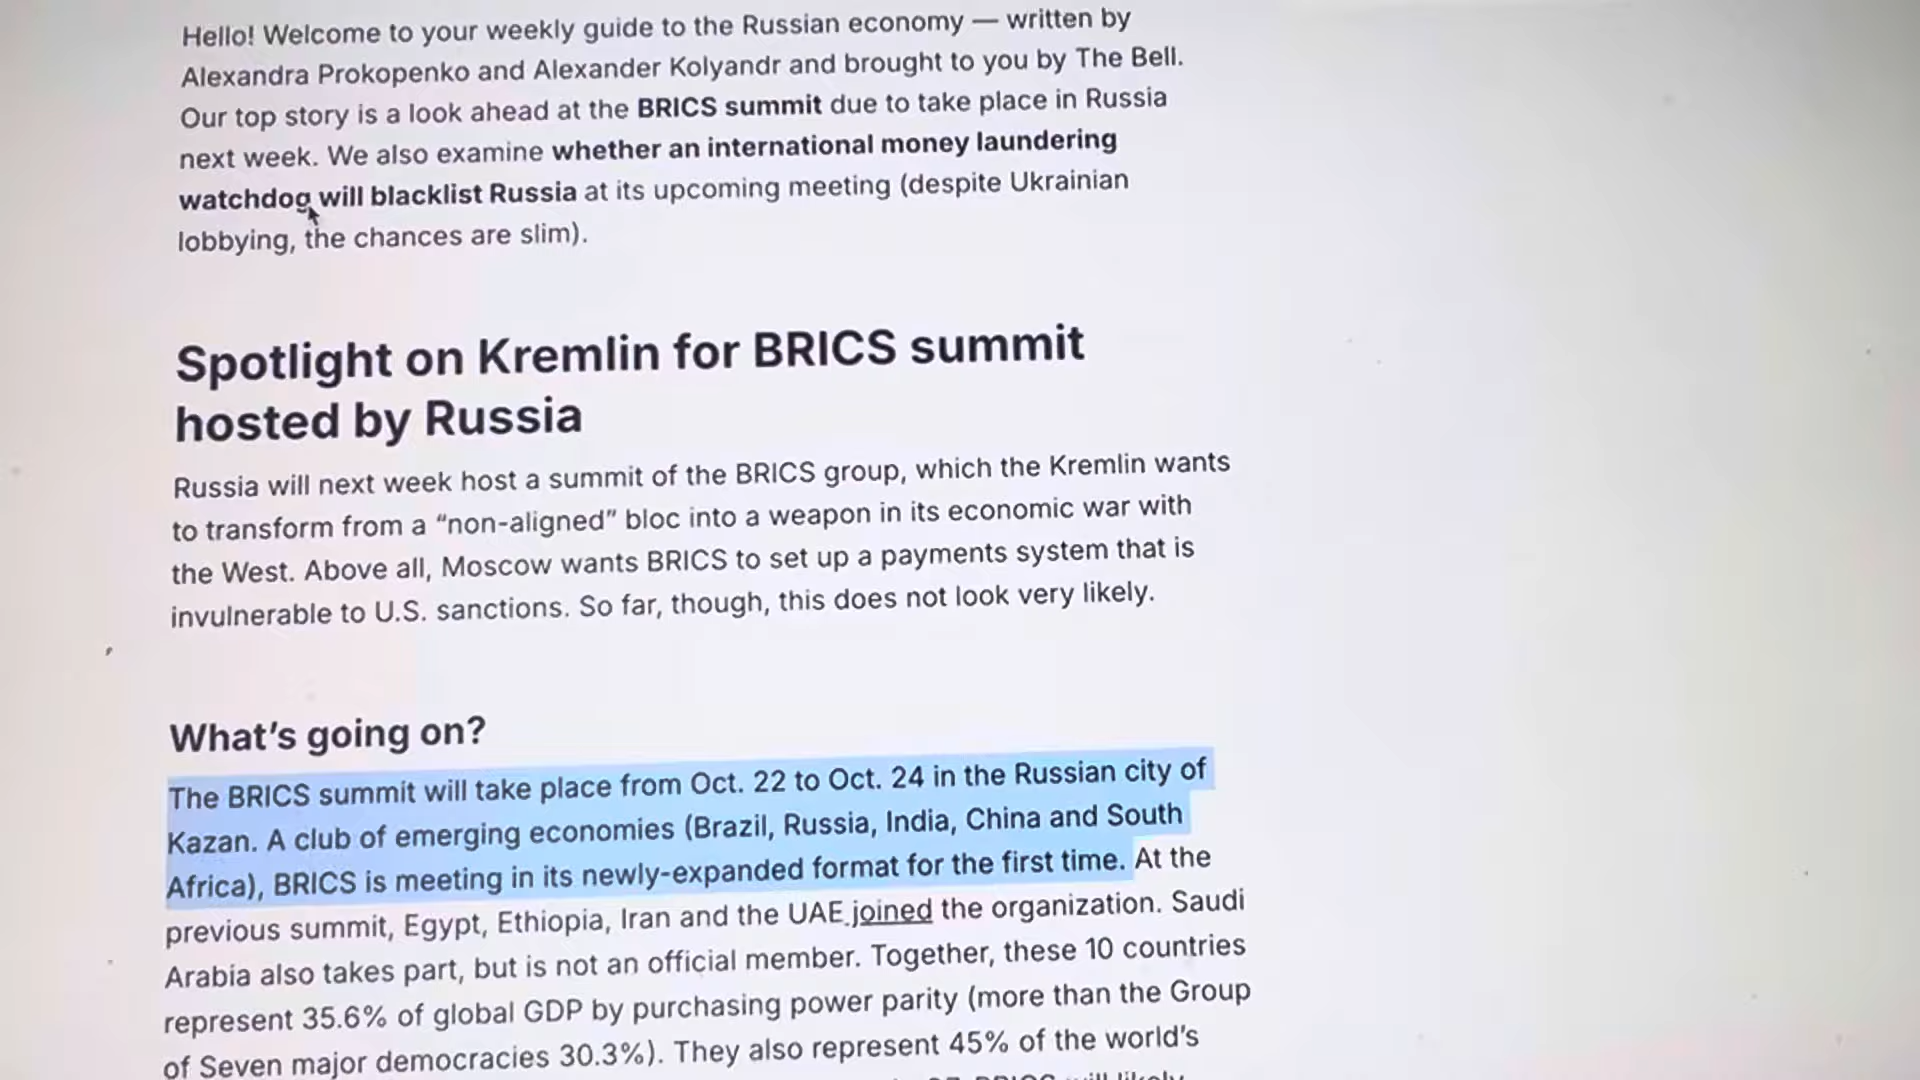 Hello! Welcome to your weekly guide to the Russian economy — written by
Alexandra Prokopenko and Alexander Kolyandr and brought to you by The Bell.
Our top story is a look ahead at the BRICS summit due to take place in Russia
next week. We also examine whether an international money laundering
watchdog will blacklist Russia at its upcoming meeting (despite Ukrainian
lobbying, the chances are slim).
Spotlight on Kremlin for BRICS summit
hosted by Russia
Russia will next week host a summit of the BRICS group, which the Kremlin wants
to transform from a “non-aligned” bloc into a weapon in its economic war with
the West. Above all, Moscow wants BRICS to set up a payments system that is
invulnerable to U.S. sanctions. So far, though, this does not look very likely.
What’s going on?
The BRICS summit will take place from Oct. 22 to Oct. 24 in the Russian city of
Kazan. A club of emerging economies (Brazil, Russia, India, China and South
Africa), BRICS is meeting in its newly-expanded format for the first time. At the
previous summit, Egypt, Ethiopia, Iran and the UAE joined the organization. Saudi
Arabia also takes part, but is not an official member. Together, these 10 countries
represent 35.6% of global GDP by purchasing power parity (more than the Group
of Seven major democracies 30.3%). They also represent 45% of the world’s